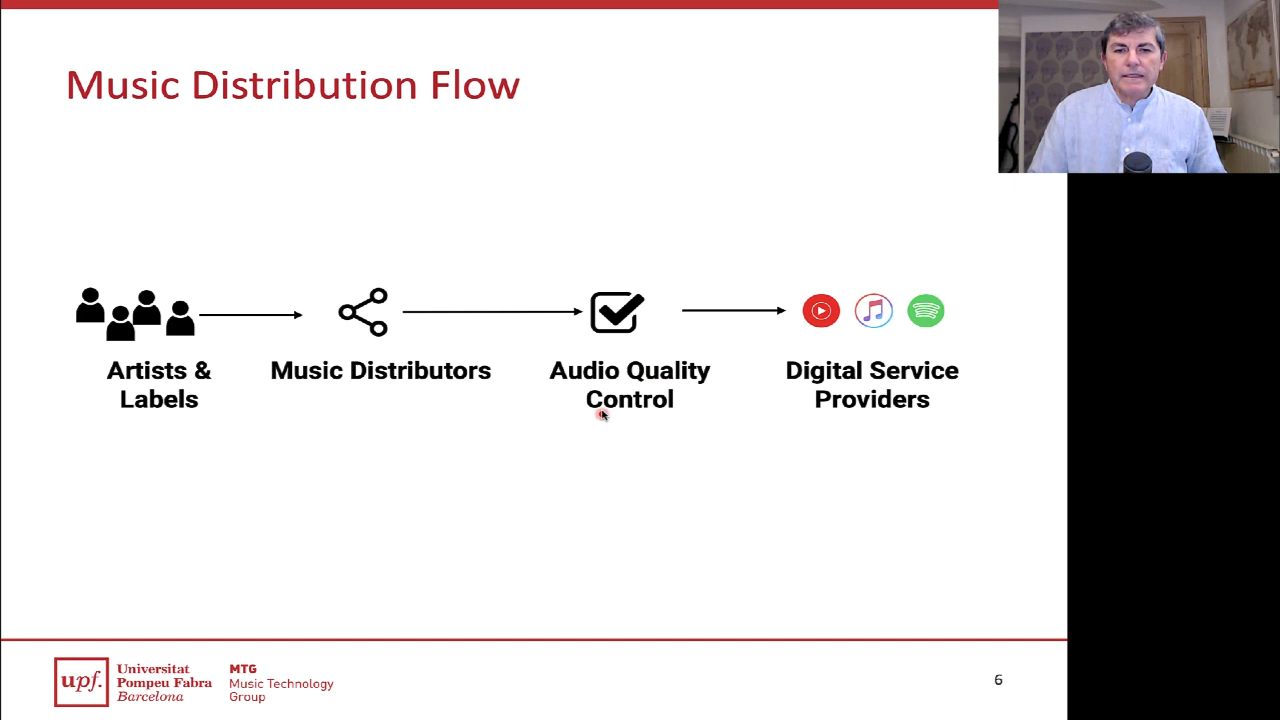 Music Distribution Flow
Artists &
Labels
Music Distributors
Audio Quality
Control
Digital Service
Providers
upf.
Universitat
Pompeu Fabra
Barcelona
MTG
Music Technology
Group
6